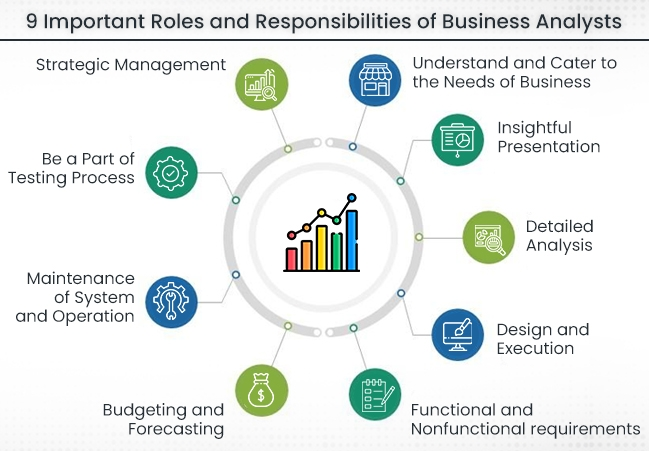 9 Important Roles and Responsibilities of Business Analysts
Strategic Management
Understand and Cater to
the Needs of Business
Insightful
Presentation
Be a Part of
Testing Process
Detailed
Analysis
Maintenance
of System
and Operation
Design and
Execution
Budgeting and
Forecasting
Functional and
Nonfunctional requirements
$